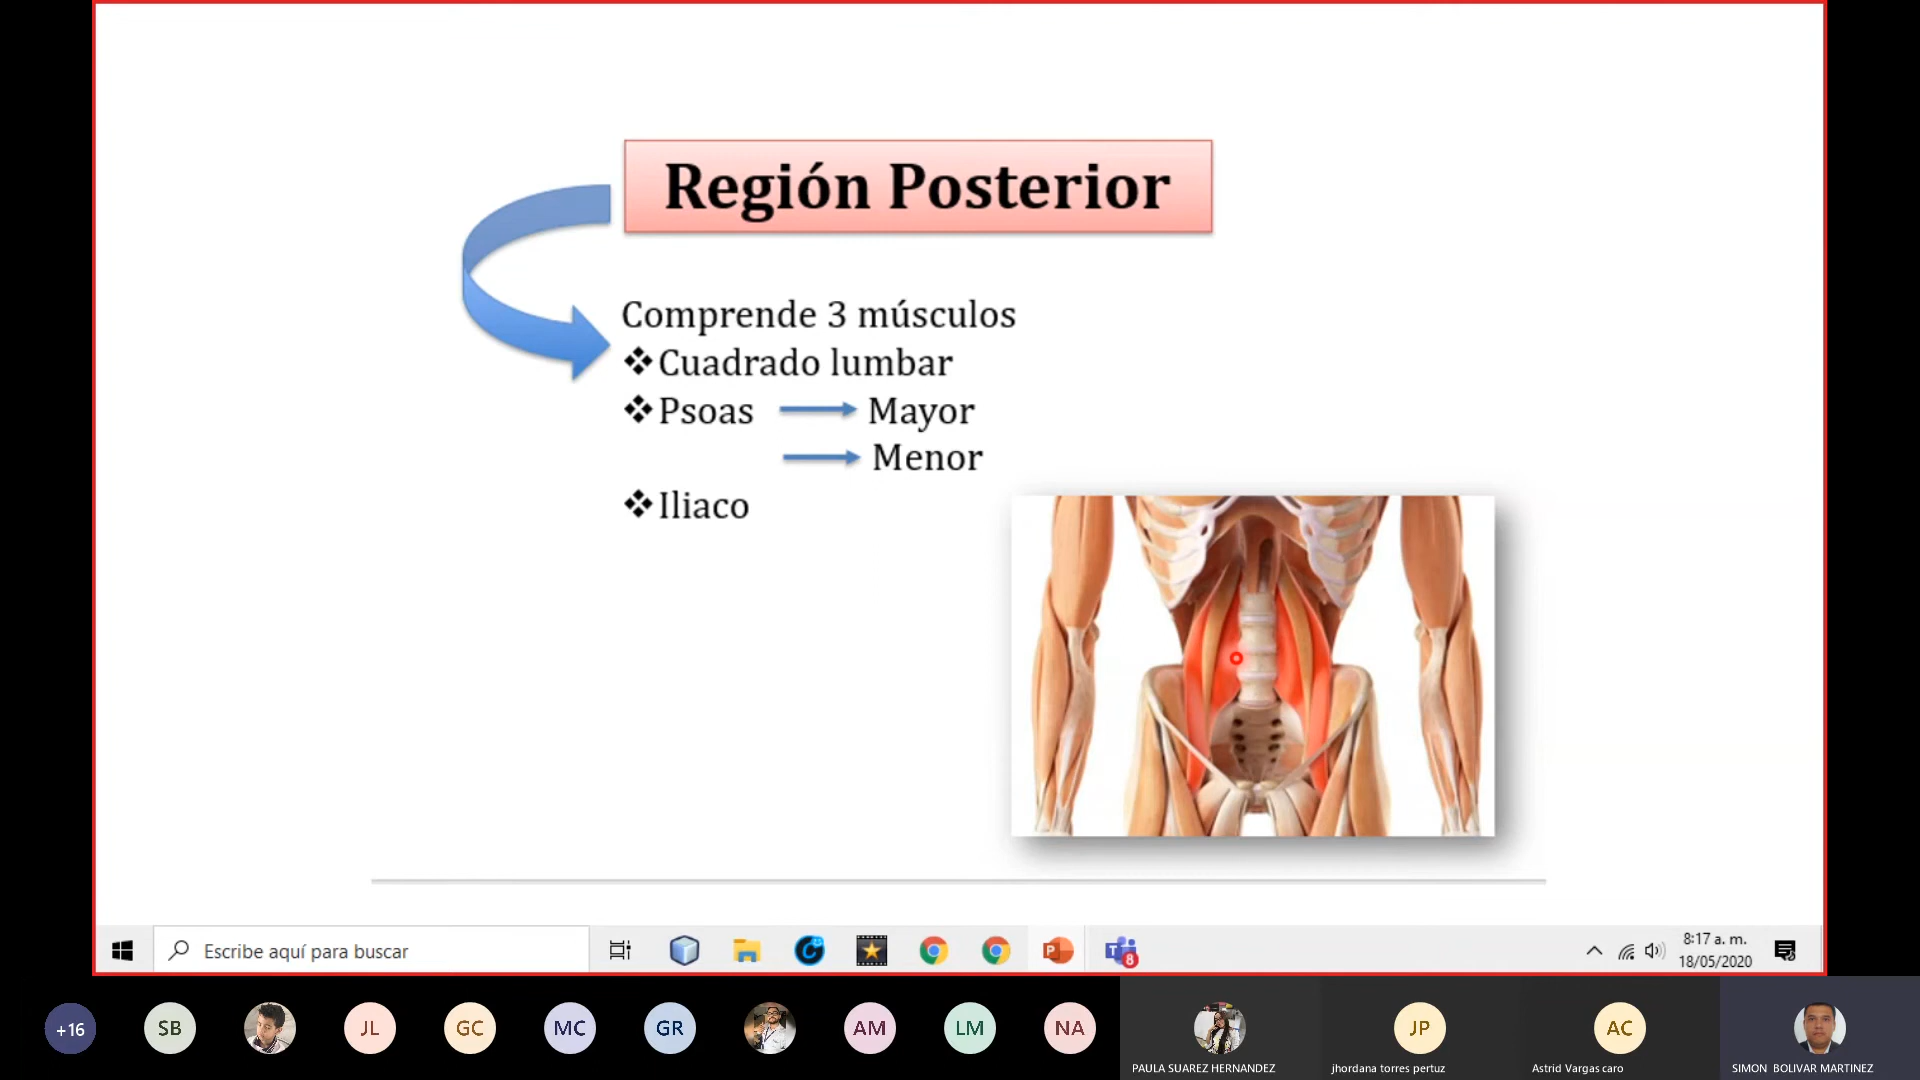 Región Posterior
Comprende 3 músculos
❖Cuadrado lumbar
❖Psoas → Mayor
→ Menor
❖Iliaco
Escribe aquí para buscar
8
8:17 a. m.
18/05/2020
+16
SB
JL
GC
MC
GR
AM
LM
NA
JP
AC
PAULA SUAREZ HERNANDEZ
jhordana torres pertuz
Astrid Vargas caro
SIMON BOLIVAR MARTINEZ